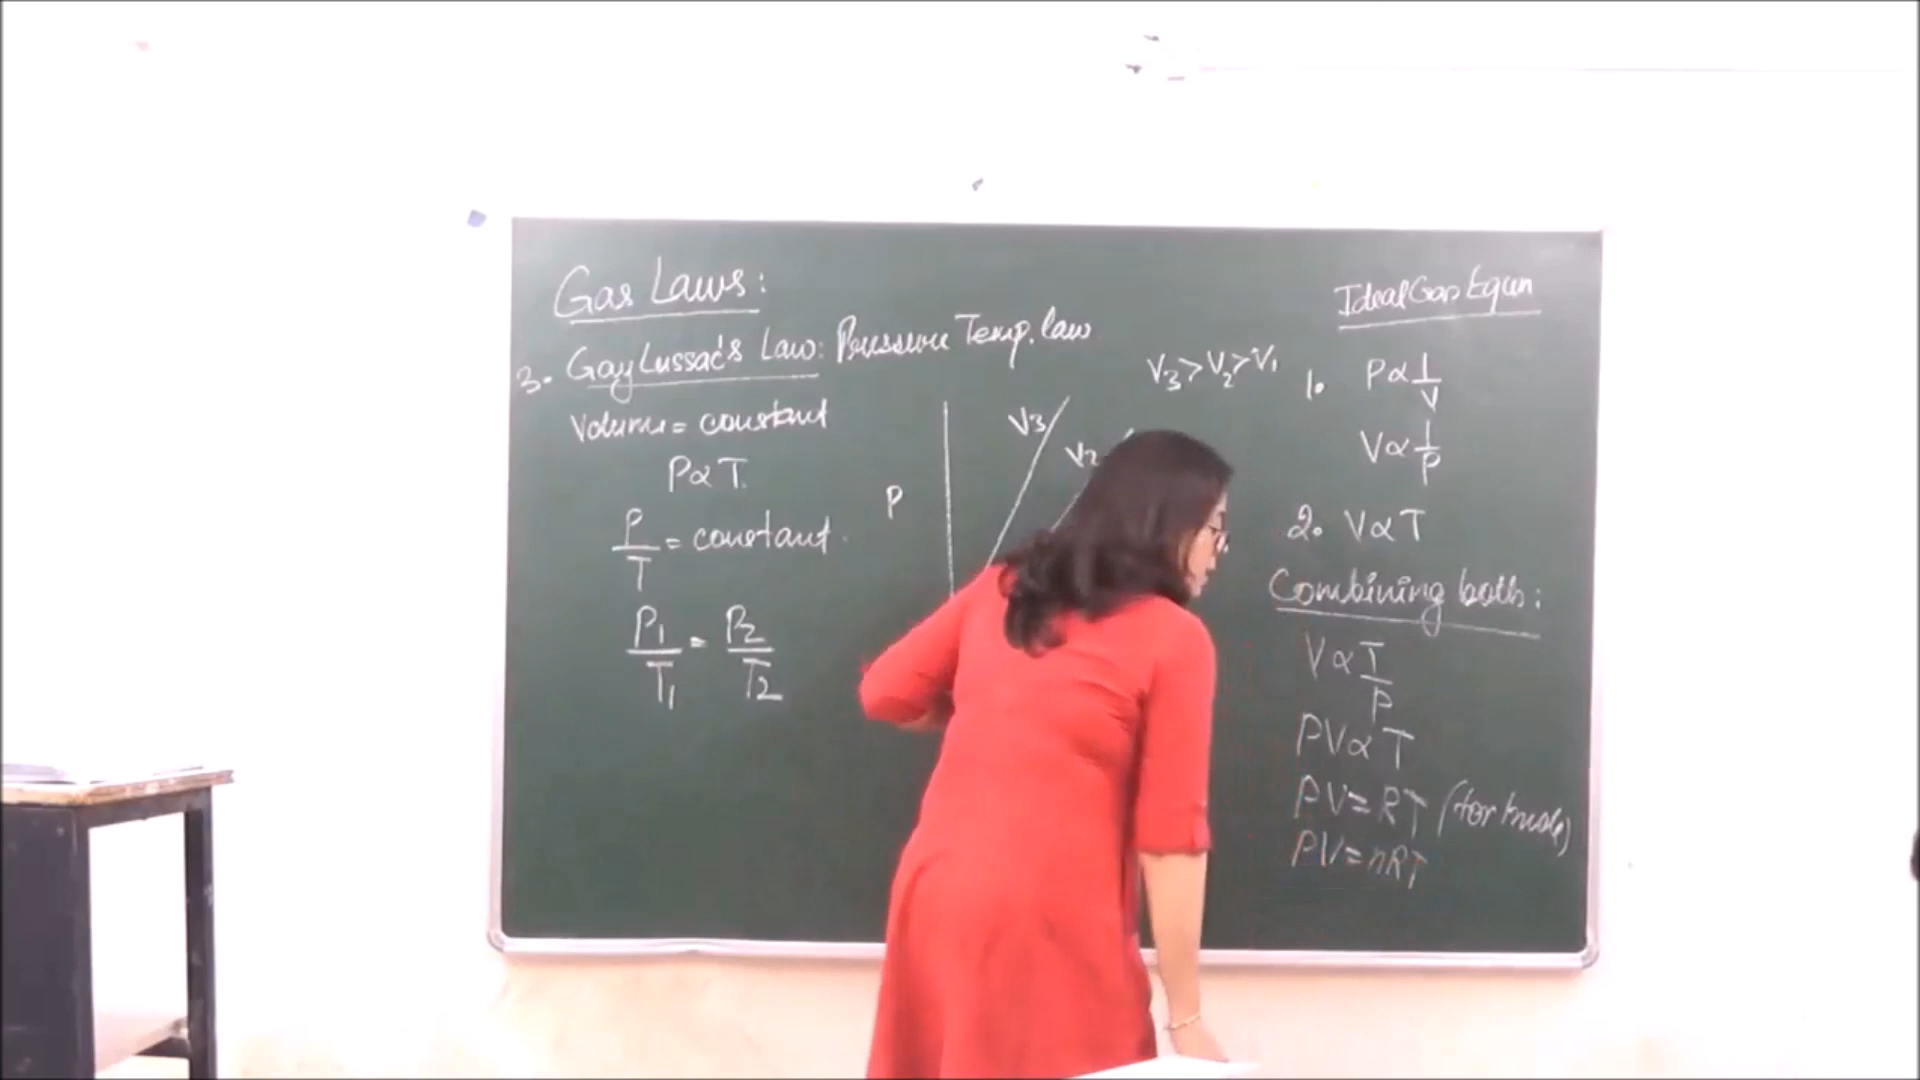 Gas Laws:
3. Gay Lussac's Law: Pressure Temp. law
Volume = constant
P∝T.
P/T = constant.
P1/T1 = P2/T2
P
V3
V2
V3>V2>V1
Ideal Gas Equn
1. P∝1/V
V∝1/P
2. V∝T
Combining both:
V∝T/P
PV∝T
PV=RT (for 1mole)
PV=nRT